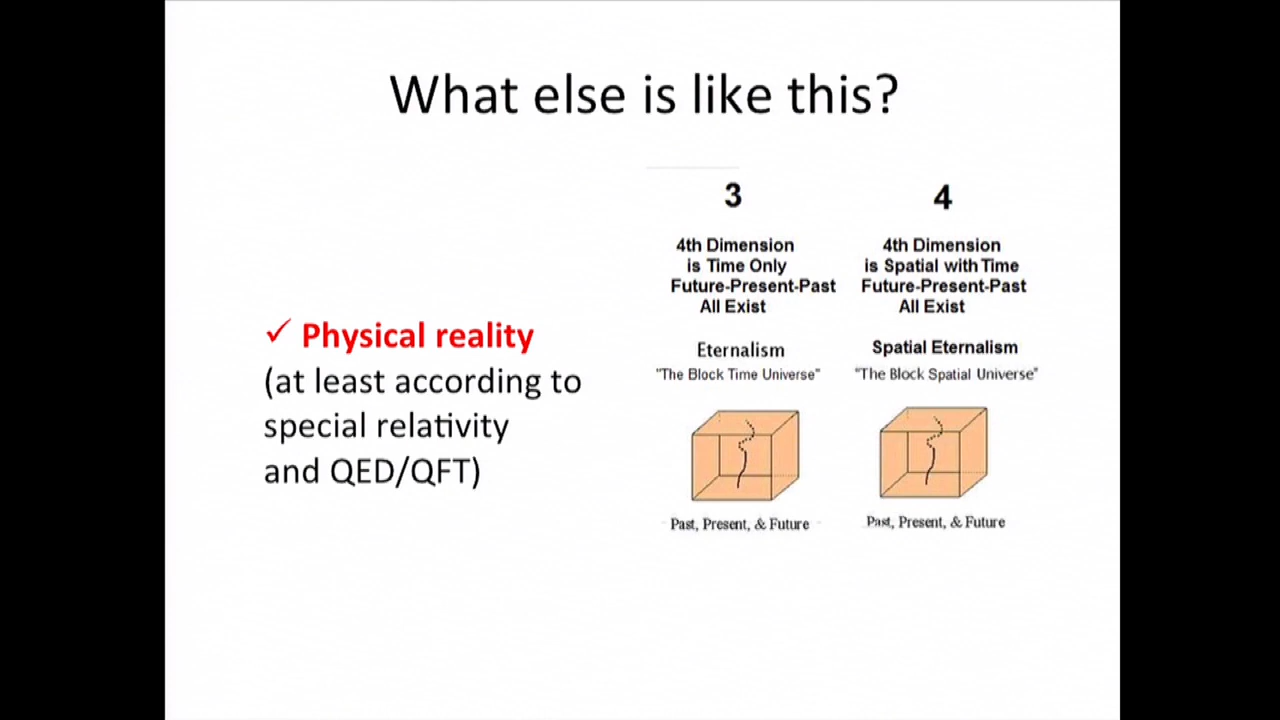 What else is like this?
✓ Physical reality
(at least according to
special relativity
and QED/QFT)
3
4th Dimension
is Time Only
Future-Present-Past
All Exist
Eternalism
"The Block Time Universe"
Past, Present, & Future
4
4th Dimension
is Spatial with Time
Future-Present-Past
All Exist
Spatial Eternalism
"The Block Spatial Universe"
Past, Present, & Future